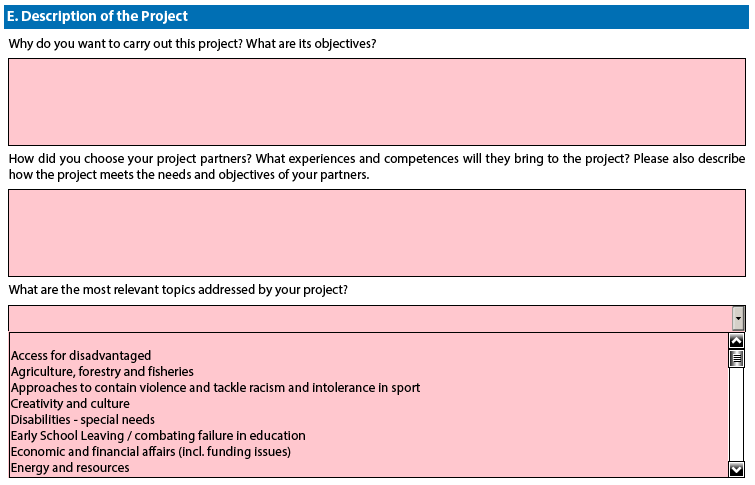 E. Description of the Project
Why do you want to carry out this project? What are its objectives?
How did you choose your project partners? What experiences and competences will they bring to the project? Please also describe
how the project meets the needs and objectives of your partners.
What are the most relevant topics addressed by your project?
Access for disadvantaged
Agriculture, forestry and fisheries
Approaches to contain violence and tackle racism and intolerance in sport
Creativity and culture
Disabilities - special needs
Early School Leaving / combating failure in education
Economic and financial affairs (incl. funding issues)
Energy and resources